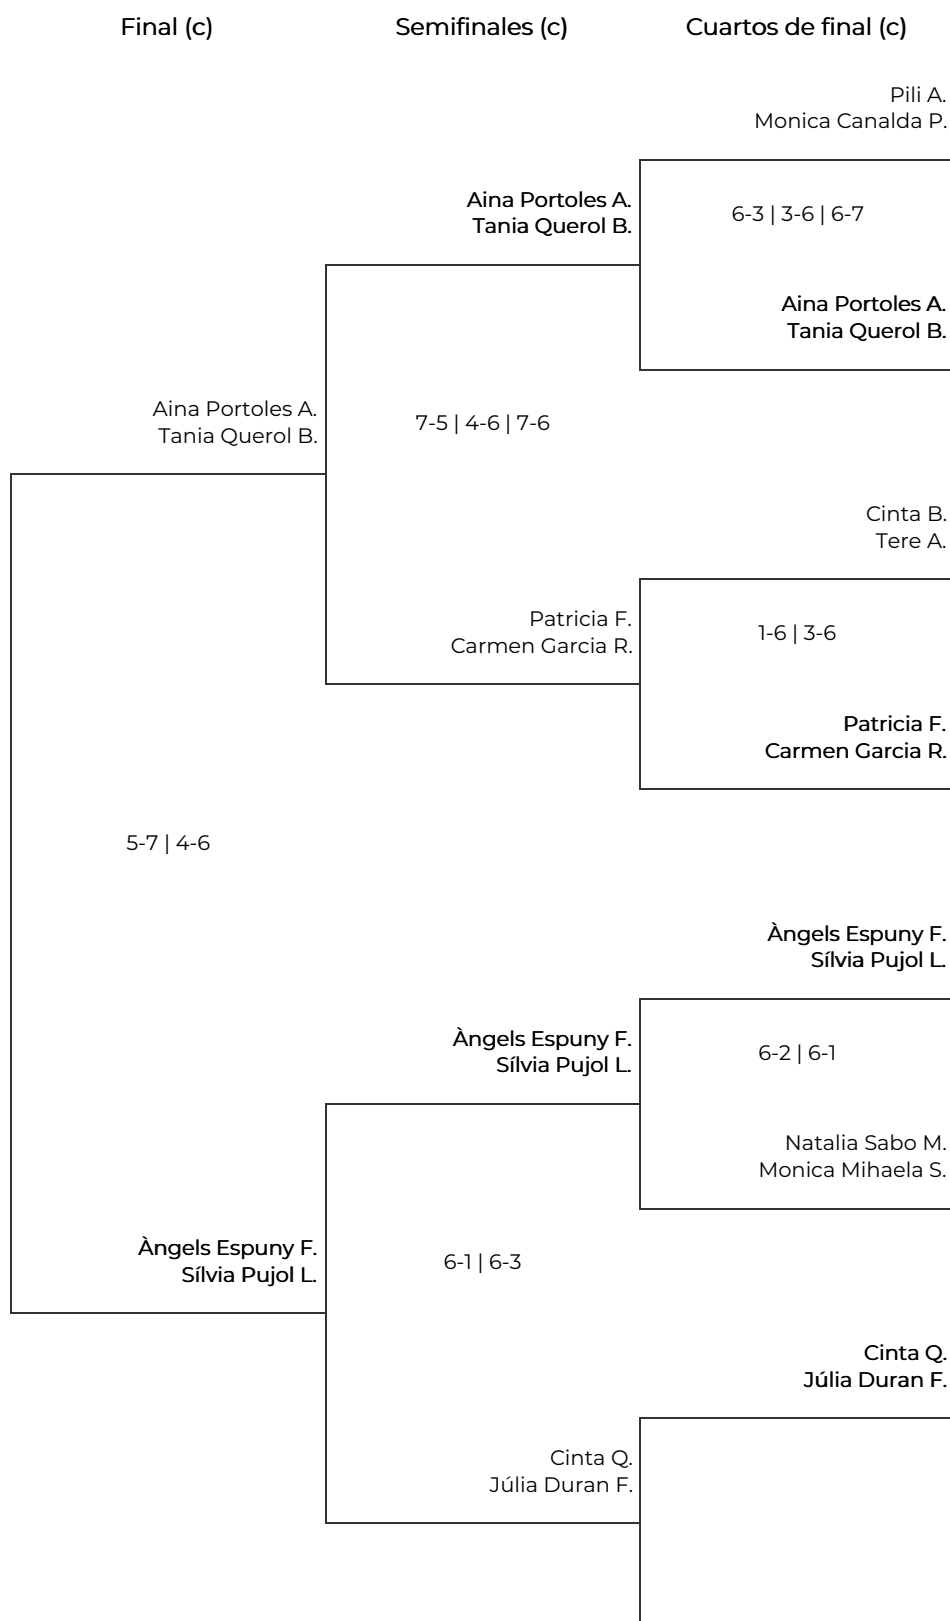 Final (c)
Semifinales (c)
Cuartos de final (c)
Pili A.
Monica Canalda P.
Aina Portoles A.
Tania Querol B.
6-3 | 3-6 | 6-7
Aina Portoles A.
Tania Querol B.
Aina Portoles A.
Tania Querol B.
7-5 | 4-6 | 7-6
Cinta B.
Tere A.
Patricia F.
Carmen Garcia R.
1-6 | 3-6
Patricia F.
Carmen Garcia R.
5-7 | 4-6
Àngels Espuny F.
Sílvia Pujol L.
Àngels Espuny F.
Sílvia Pujol L.
6-2 | 6-1
Natalia Sabo M.
Monica Mihaela S.
Àngels Espuny F.
Sílvia Pujol L.
6-1 | 6-3
Cinta Q.
Júlia Duran F.
Cinta Q.
Júlia Duran F.